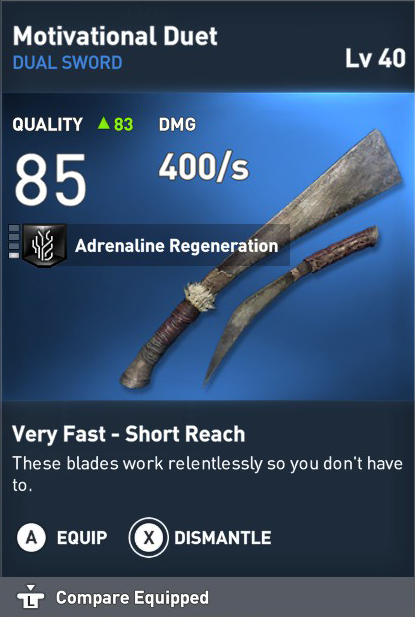 Motivational Duet
DUAL SWORD
Lv 40
QUALITY ▲83 DMG
85 400/s
Adrenaline Regeneration
Very Fast - Short Reach
These blades work relentlessly so you don't have
to.
A EQUIP X DISMANTLE
L Compare Equipped